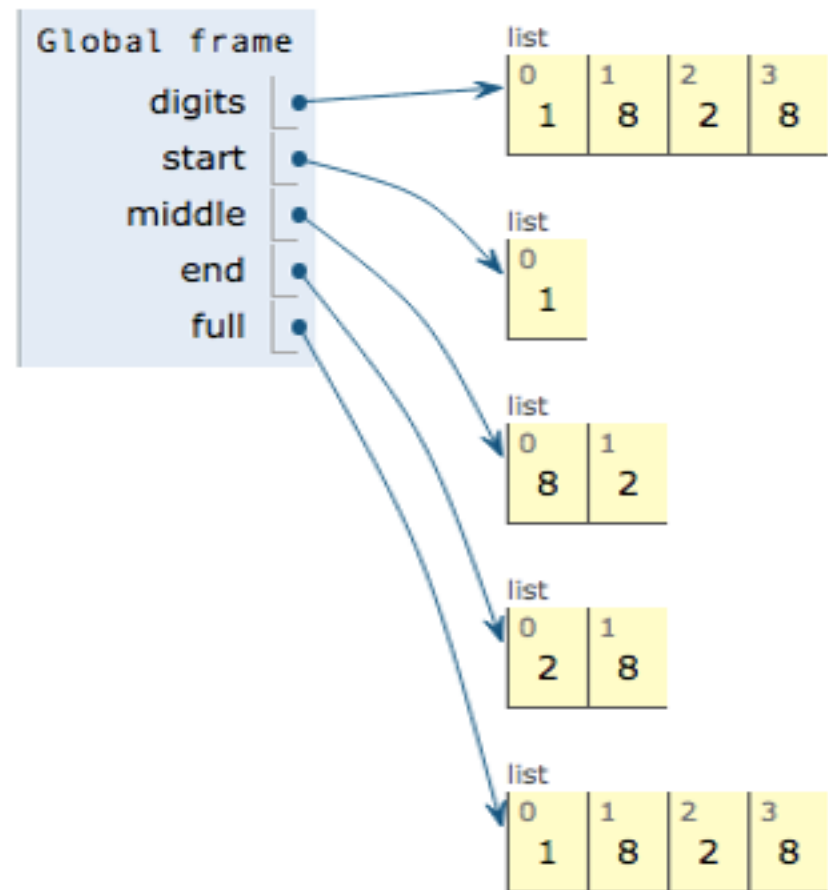 Global frame
digits
start
middle
end
full
list
0 1 2 3
1 8 2 8
list
0
1
list
0 1
8 2
list
0 1
2 8
list
0 1 2 3
1 8 2 8